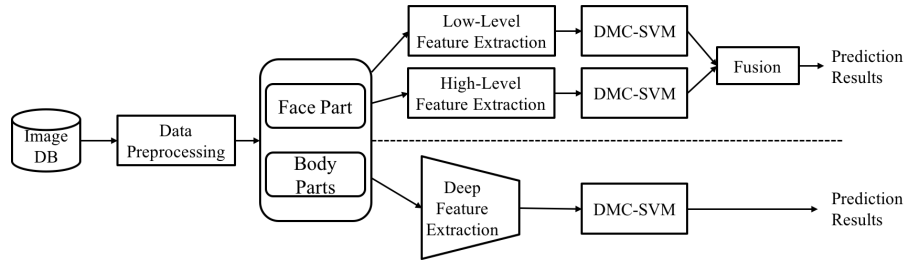 Image
DB
Data
Preprocessing
Face Part
Body
Parts
Low-Level
Feature Extraction
DMC-SVM
High-Level
Feature Extraction
DMC-SVM
Fusion
Prediction
Results
Deep
Feature
Extraction
DMC-SVM
Prediction
Results